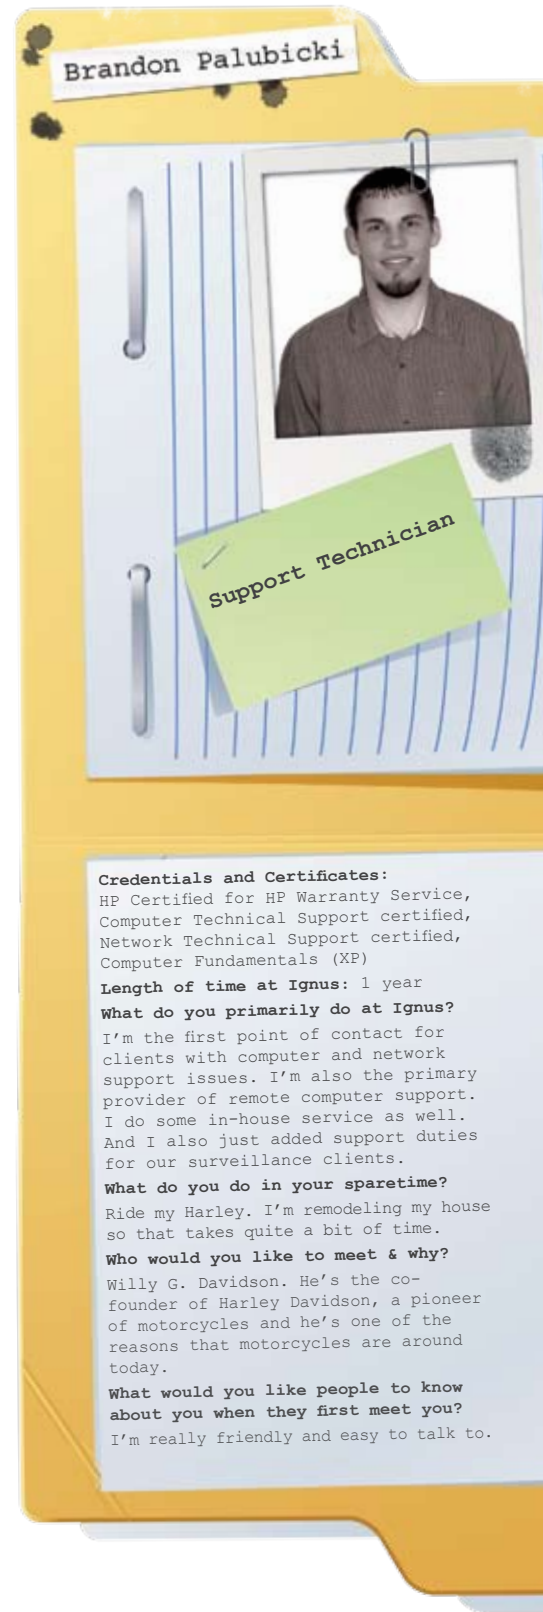 Brandon Palubicki
Support Technician
Credentials and Certificates:
HP Certified for HP Warranty Service,
Computer Technical Support certified,
Network Technical Support certified,
Computer Fundamentals (XP)
Length of time at Ignus: 1 year
What do you primarily do at Ignus?
I'm the first point of contact for
clients with computer and network
support issues. I'm also the primary
provider of remote computer support.
I do some in-house service as well.
And I also just added support duties
for our surveillance clients.
What do you do in your sparetime?
Ride my Harley. I'm remodeling my house
so that takes quite a bit of time.
Who would you like to meet & why?
Willy G. Davidson. He's the co-
founder of Harley Davidson, a pioneer
of motorcycles and he's one of the
reasons that motorcycles are around
today.
What would you like people to know
about you when they first meet you?
I'm really friendly and easy to talk to.